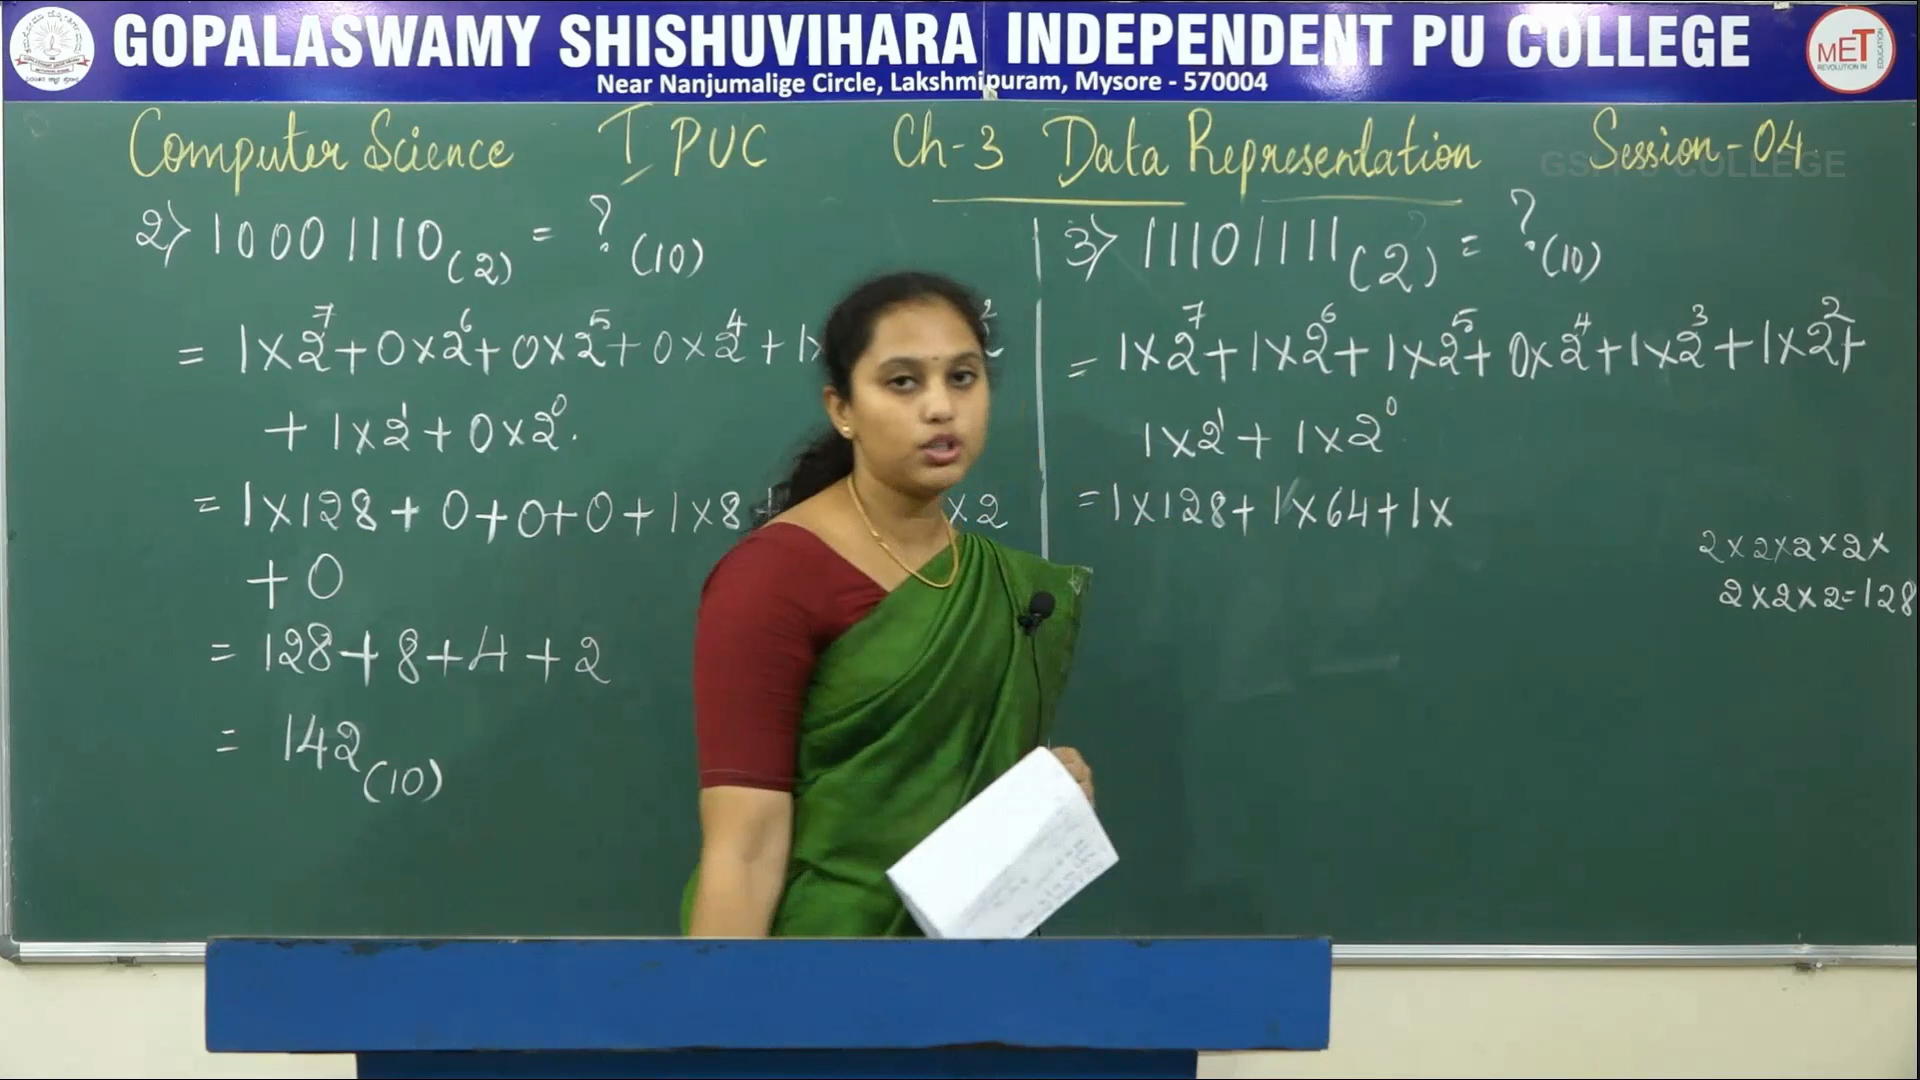 GOPALASWAMY SHISHUVIHARA INDEPENDENT PU COLLEGE
Near Nanjumalige Circle, Lakshmipuram, Mysore - 570004
MET
REVOLUTION IN EDUCATION
Computer Science I PUC Ch-3 Data Representation Session-04
2) 10001110(2) = ?(10)
= 1×2⁷+0×2⁶+0×2⁵+0×2⁴+1×
+ 1×2¹+0×2⁰.
= 1×128+0+0+0+1×8+ ×2
+0
= 128+8+4+2
= 142(10)
3) 11101111(2) = ?(10)
= 1×2⁷+1×2⁶+1×2⁵+0×2⁴+1×2³+1×2²+
1×2¹+1×2⁰
=1×128+1×64+1×
2×2×2×2×
2×2×2=128